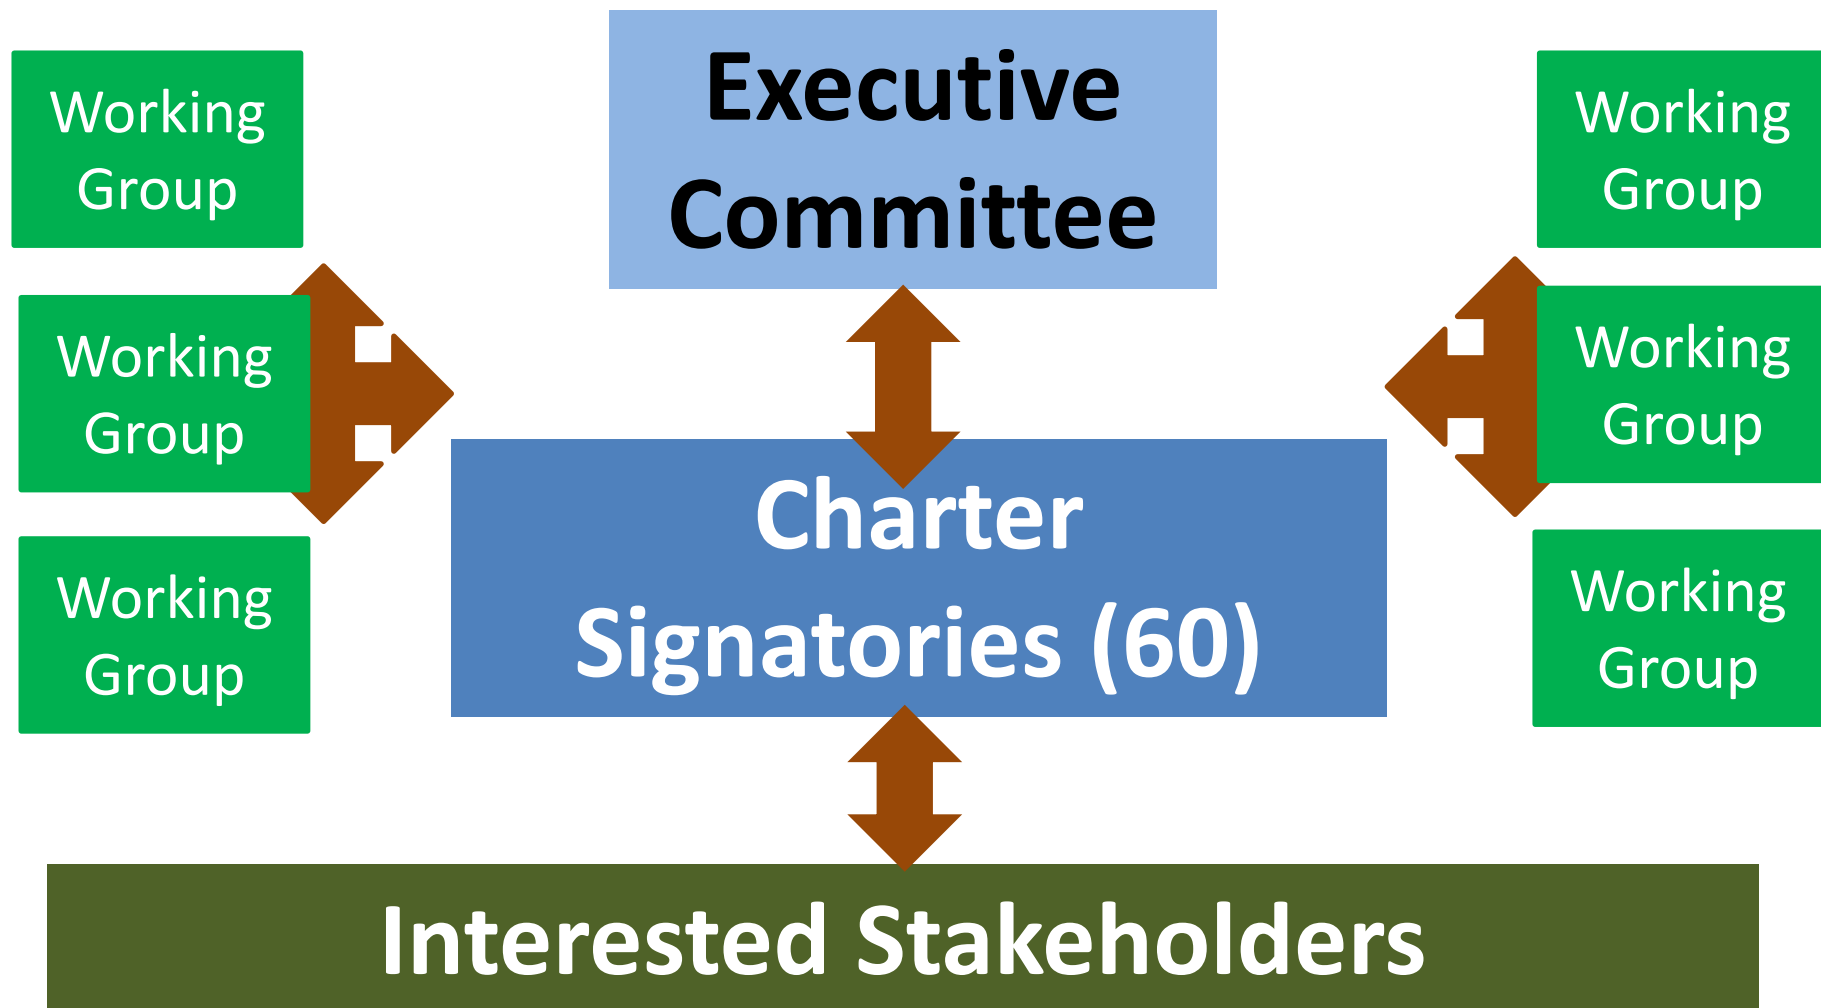 Executive
Committee
Working
Group
Working
Group
Working
Group
Working
Group
Working
Group
Working
Group
Charter
Signatories (60)
Interested Stakeholders